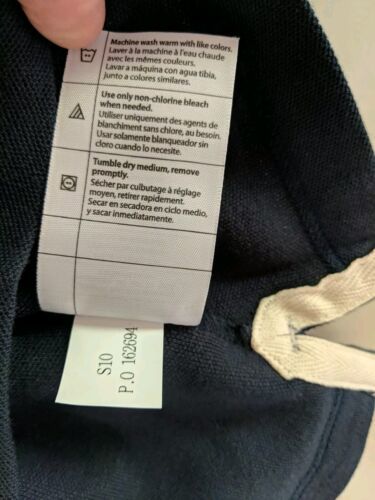 Machine wash warm with like colors.
Laver à la machine à l'eau chaude
avec les mêmes couleurs.
Lavar a máquina con agua tibia,
junto a colores similares.
Use only non-chlorine bleach
when needed.
Utiliser uniquement des agents de
blanchiment sans chlore, au besoin.
Usar solamente blanqueador sin
cloro cuando lo necesite.
Tumble dry medium, remove
promptly.
Sécher par culbutage à réglage
moyen, retirer rapidement.
Secar en secadora en ciclo medio,
y sacar inmediatamente.
S10
P.O 162694